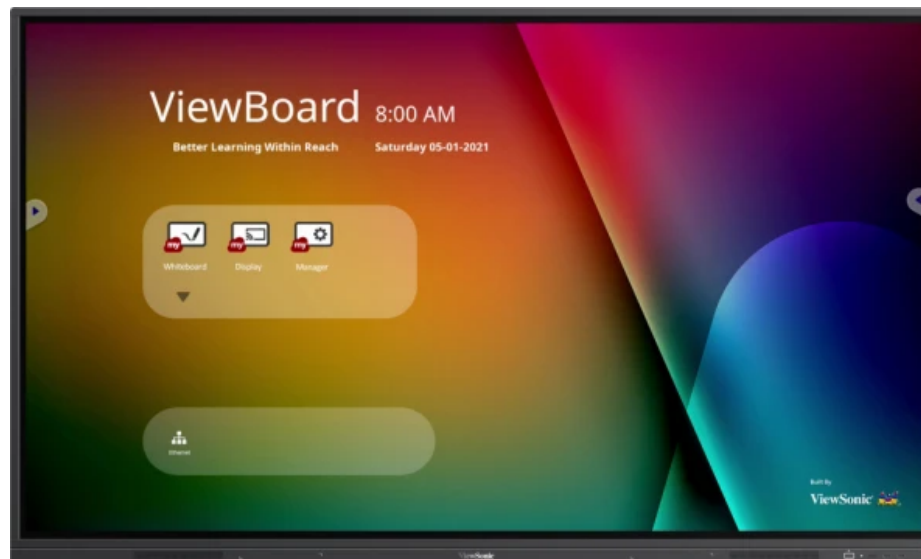 ViewBoard 8:00 AM
Better Learning Within Reach Saturday 05-01-2021
my my my
Whiteboard Display Manager
Ethernet
Built By
ViewSonic
ViewSonic